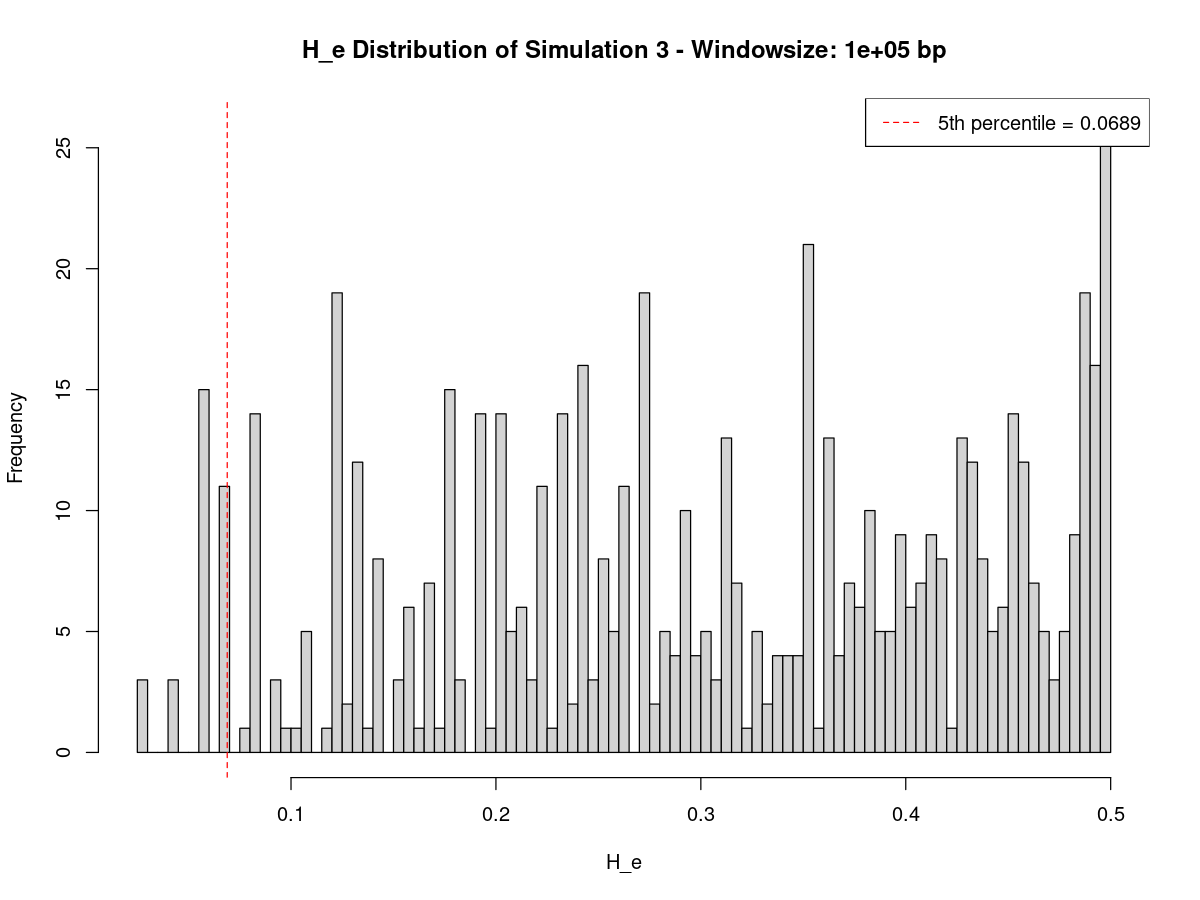 H_e Distribution of Simulation 3 - Windowsize: 1e+05 bp
5th percentile = 0.0689
25
20
15
10
5
0
Frequency
0.1 0.2 0.3 0.4 0.5
H_e